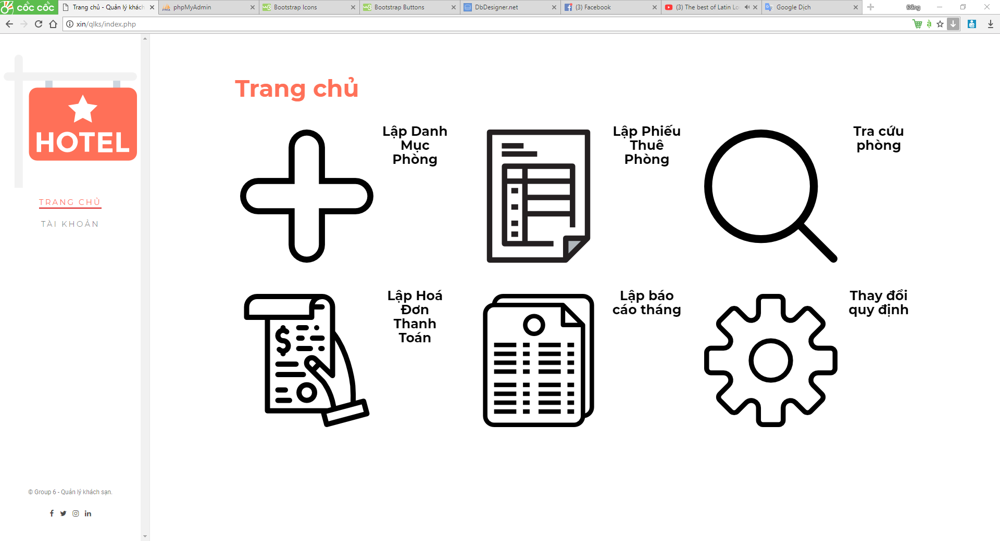 cốc cốc
Trang chủ - Quản lý khách
phpMyAdmin
Bootstrap Icons
Bootstrap Buttons
DbDesigner.net
(3) Facebook
(3) The best of Latin Lo
Google Dịch
Đăng
xin/qlks/index.php
HOTEL
TRANG CHỦ
TÀI KHOẢN
© Group 6 - Quản lý khách sạn.
Trang chủ
Lập Danh
Mục
Phòng
Lập Phiếu
Thuê
Phòng
Tra cứu
phòng
Lập Hoá
Đơn
Thanh
Toán
Lập báo
cáo tháng
Thay đổi
quy định